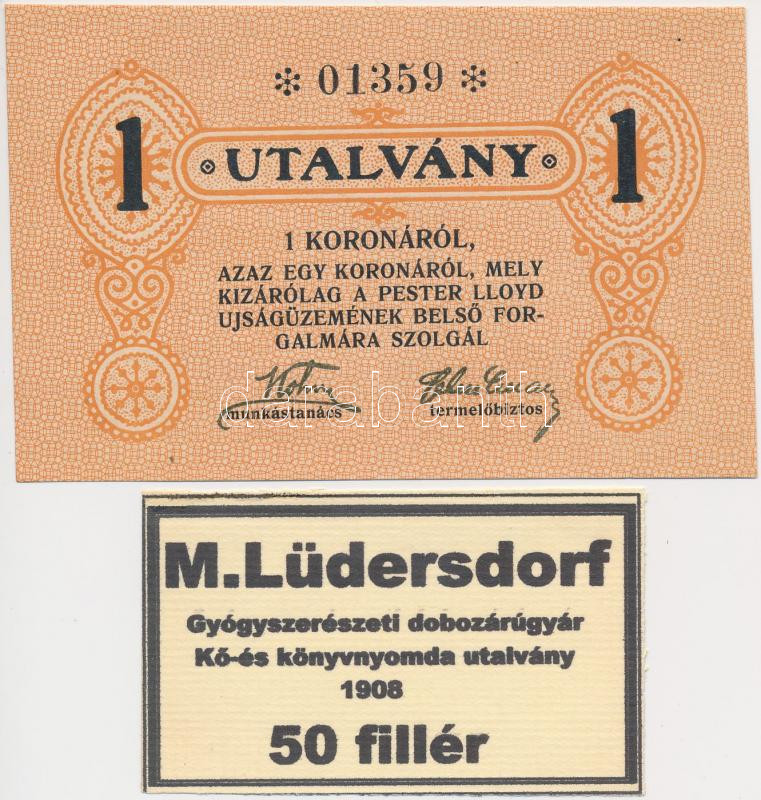 * 01359 *
1 UTALVÁNY 1
1 KORONÁRÓL,
AZAZ EGY KORONÁRÓL, MELY
KIZÁRÓLAG A PESTER LLOYD
UJSÁGÜZEMÉNEK BELSŐ FOR-
GALMÁRA SZOLGÁL
munkástanács termelőbiztos
darabanth
M.Lüdersdorf
Gyógyszerészeti dobozárúgyár
Kő-és könyvnyomda utalvány
1908
50 fillér